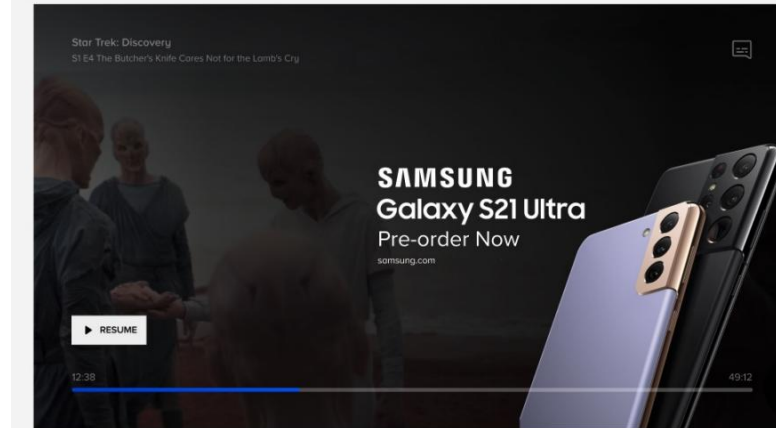 Star Trek: Discovery
S1 E4 The Butcher's Knife Cares Not for the Lamb's Cry
SAMSUNG
Galaxy S21 Ultra
Pre-order Now
samsung.com
RESUME
12:38
49:12